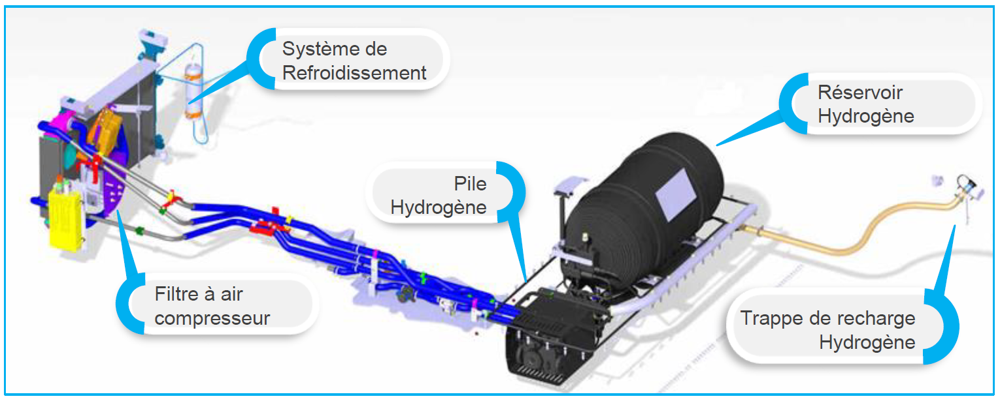 Système de
Refroidissement
Réservoir
Hydrogène
Pile
Hydrogène
Filtre à air
compresseur
Trappe de recharge
Hydrogène